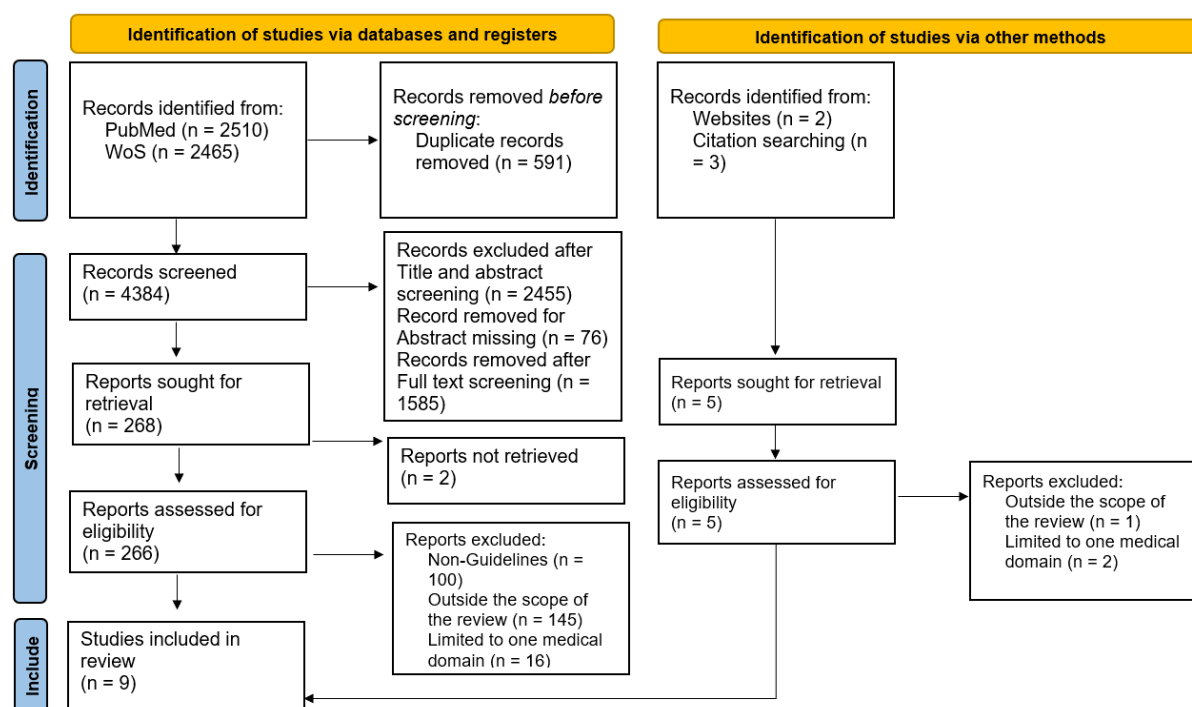 Identification of studies via databases and registers
Identification of studies via other methods
Identification
Records identified from:
PubMed (n = 2510)
WoS (n = 2465)
Records removed before
screening:
Duplicate records
removed (n = 591)
Records identified from:
Websites (n = 2)
Citation searching (n
= 3)
Screening
Records screened
(n = 4384)
Records excluded after
Title and abstract
screening (n = 2455)
Record removed for
Abstract missing (n = 76)
Records removed after
Full text screening (n =
1585)
Reports sought for
retrieval
(n = 268)
Reports not retrieved
(n = 2)
Reports sought for retrieval
(n = 5)
Reports assessed for
eligibility
(n = 266)
Reports excluded:
Non-Guidelines (n =
100)
Outside the scope of
the review (n = 145)
Limited to one medical
domain (n = 16)
Reports assessed for
eligibility
(n = 5)
Reports excluded:
Outside the scope of
the review (n = 1)
Limited to one medical
domain (n = 2)
Include
Studies included in
review
(n = 9)